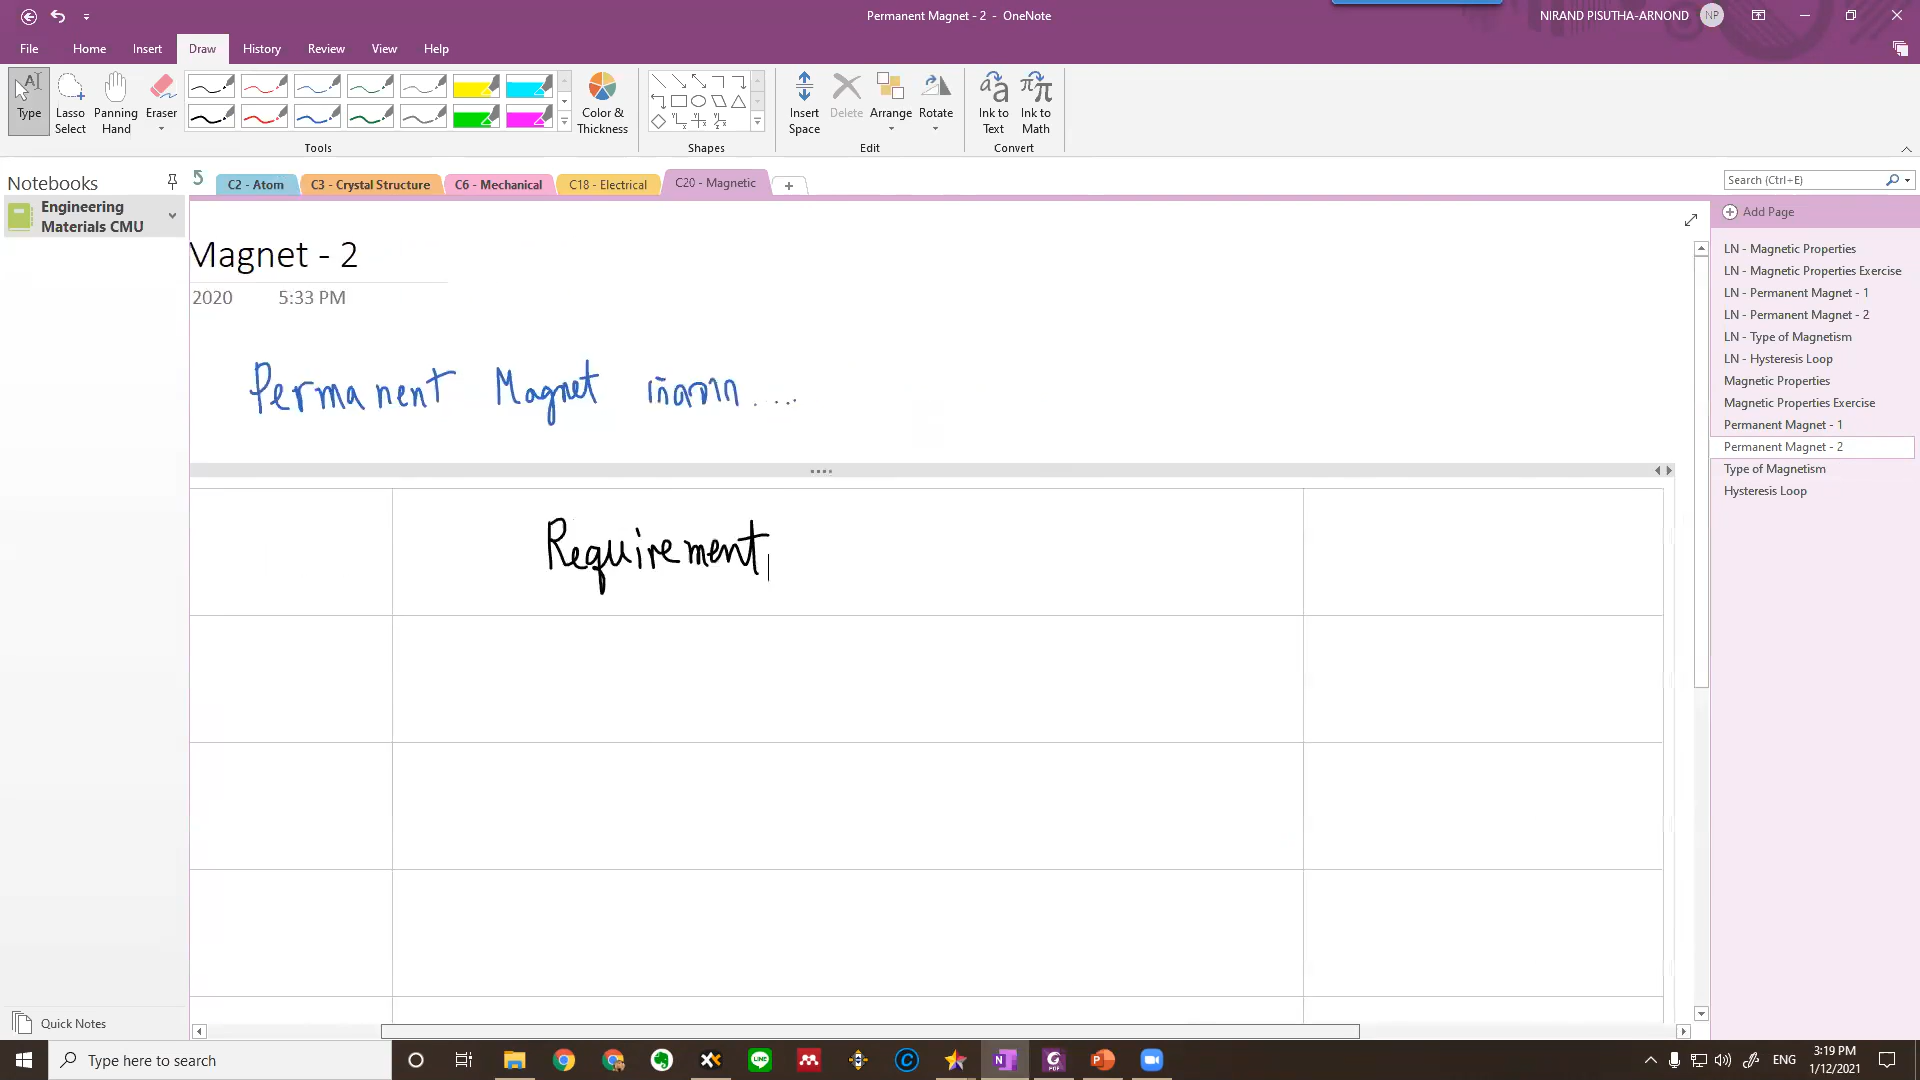 Permanent Magnet - 2 - OneNote
NIRAND PISUTHA-ARNOND
NP
File
Home
Insert
Draw
History
Review
View
Help
Type
Lasso Select
Panning Hand
Eraser
Color & Thickness
Insert Space
Delete
Arrange
Rotate
Ink to Text
Ink to Math
Tools
Shapes
Edit
Convert
Notebooks
Engineering Materials CMU
C2 - Atom
C3 - Crystal Structure
C6 - Mechanical
C18 - Electrical
C20 - Magnetic
Search (Ctrl+E)
Add Page
LN - Magnetic Properties
LN - Magnetic Properties Exercise
LN - Permanent Magnet - 1
LN - Permanent Magnet - 2
LN - Type of Magnetism
LN - Hysteresis Loop
Magnetic Properties
Magnetic Properties Exercise
Permanent Magnet - 1
Permanent Magnet - 2
Type of Magnetism
Hysteresis Loop
Magnet - 2
2020 5:33 PM
Permanent Magnet
Requirement
Quick Notes
Type here to search
ENG
3:19 PM
1/12/2021